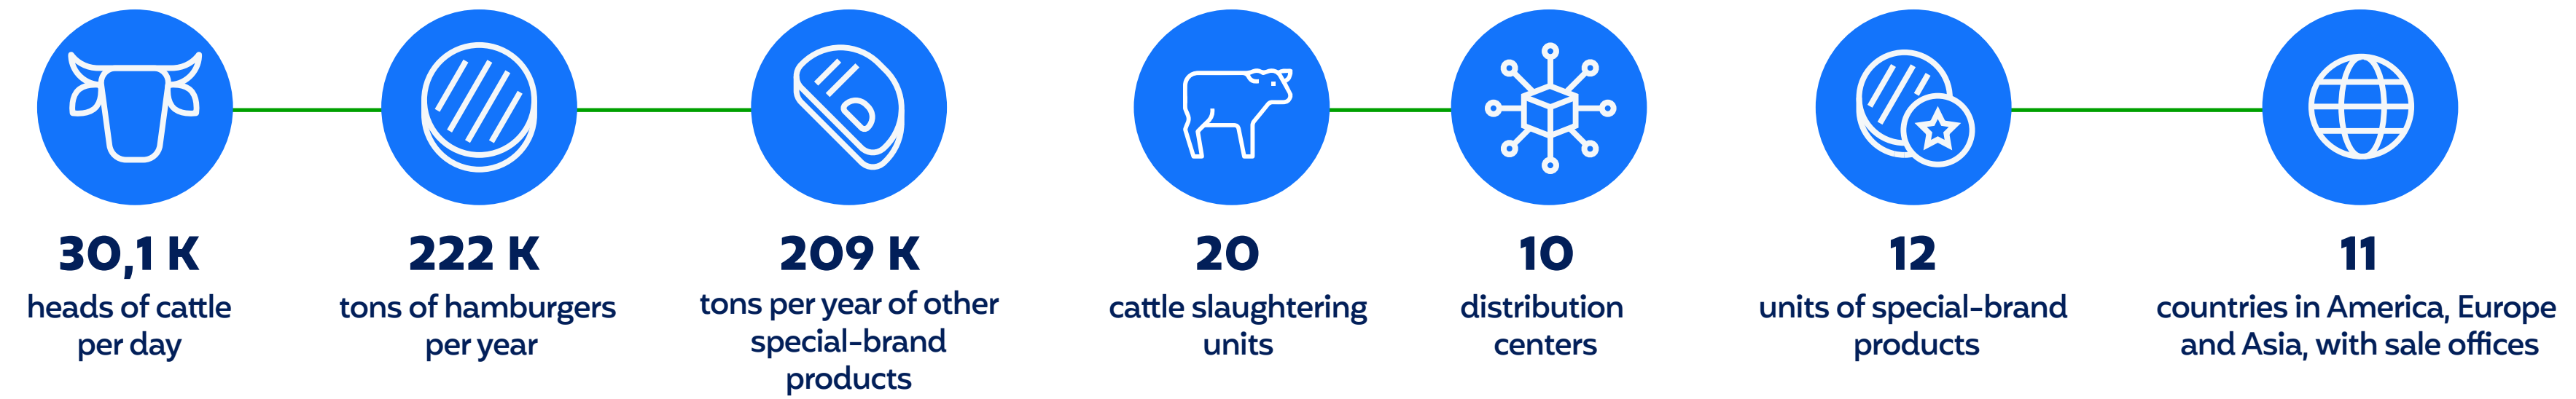 30,1 K
heads of cattle
per day
222 K
tons of hamburgers
per year
209 K
tons per year of other
special-brand
products
20
cattle slaughtering
units
10
distribution
centers
12
units of special-brand
products
11
countries in America, Europe
and Asia, with sale offices